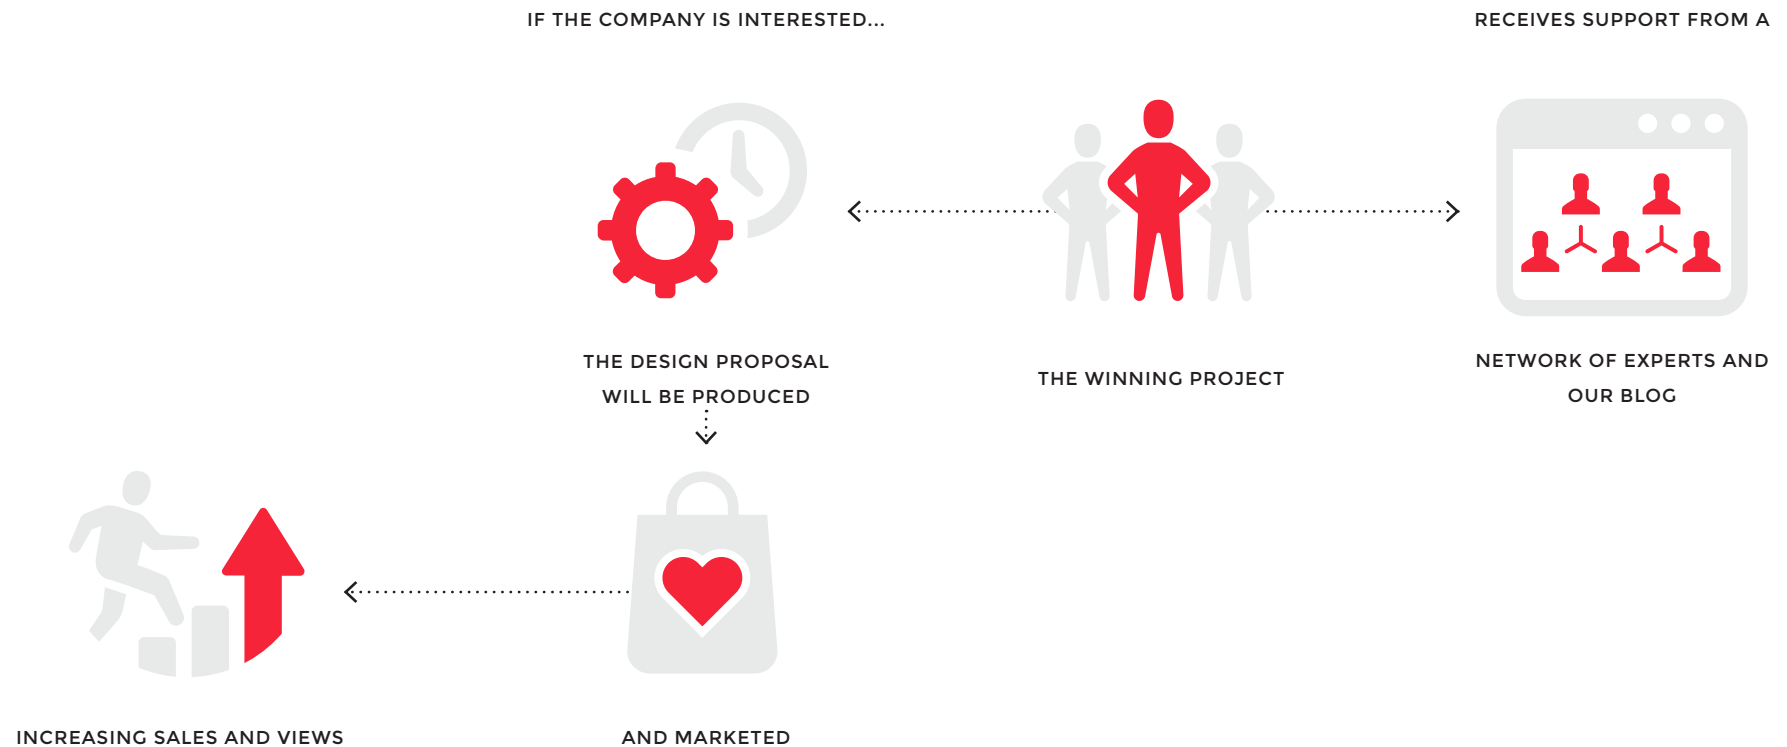 IF THE COMPANY IS INTERESTED...
RECEIVES SUPPORT FROM A
THE DESIGN PROPOSAL
WILL BE PRODUCED
THE WINNING PROJECT
NETWORK OF EXPERTS AND
OUR BLOG
INCREASING SALES AND VIEWS
AND MARKETED